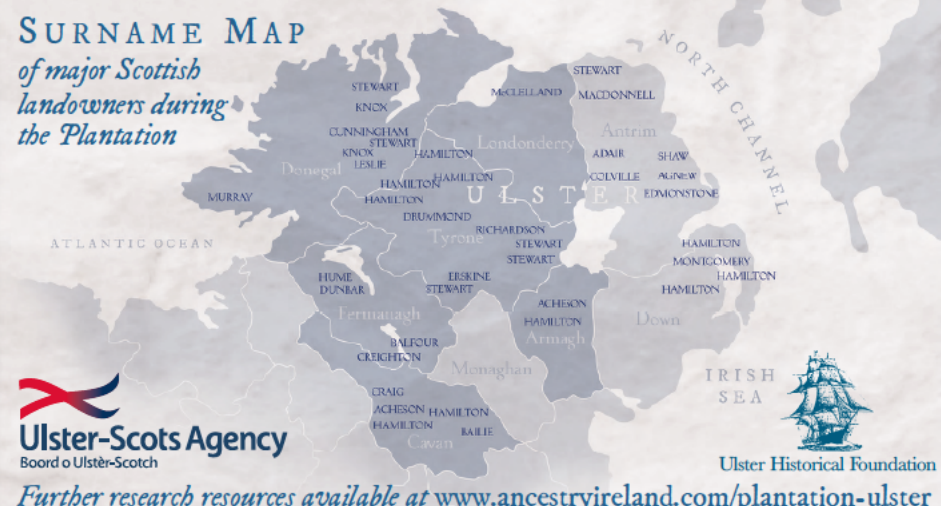 SURNAME MAP
of major Scottish
landowners during
the Plantation
NORTH CHANNEL
STEWART
STEWART
McCLELLAND
MACDONNELL
KNOX
CUNNINGHAM
STEWART
Londonderry
Antrim
KNOX
HAMILTON
ADAIR
SHAW
LESLIE
Donegal
HAMILTON
HAMILTON
COLVILLE
AGNEW
MURRAY
HAMILTON
ULSTER
EDMONSTONE
DRUMMOND
RICHARDSON
Tyrone
STEWART
ATLANTIC OCEAN
HAMILTON
STEWART
MONTGOMERY
HUME
ERSKINE
HAMILTON
DUNBAR
STEWART
HAMILTON
ACHESON
Fermanagh
HAMILTON
Down
BALFOUR
Armagh
CREIGHTON
Monaghan
IRISH
SEA
CRAIG
ACHESON
HAMILTON
HAMILTON
BAILIE
Cavan
Ulster-Scots Agency
Boord o Ulstèr-Scotch
Ulster Historical Foundation
Further research resources available at www.ancestryireland.com/plantation-ulster